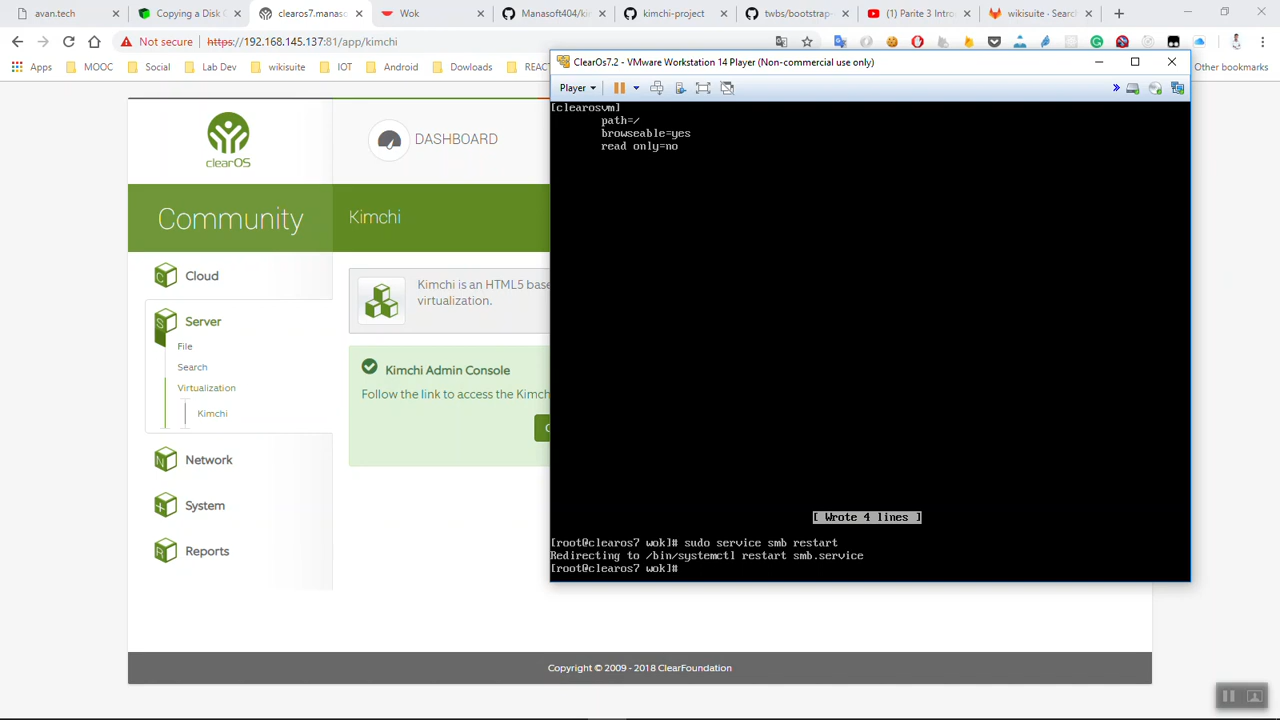 avan.tech
Copying a Disk
clearos7.manaso
Wok
Manasoft404/ki
kimchi-project
twbs/bootstrap-
Parite 3 Intro
wikisuite · Searc
Not secure
https://192.168.145.137:81/app/kimchi
Apps
MOOC
Social
Lab Dev
wikisuite
IOT
Android
Dowloads
REACT
Other bookmarks
ClearOs7.2 - VMware Workstation 14 Player (Non-commercial use only)
Player
[clearosvm]
path=/
browseable=yes
read only=no
[ Wrote 4 lines ]
[root@clearos7 wok]# sudo service smb restart
Redirecting to /bin/systemctl restart smb.service
[root@clearos7 wok]#
clearOS
DASHBOARD
Community
Kimchi
Cloud
Server
File
Search
Virtualization
Kimchi
Network
System
Reports
Kimchi is an HTML5 base
virtualization.
Kimchi Admin Console
Follow the link to access the Kimch
Copyright © 2009 - 2018 ClearFoundation